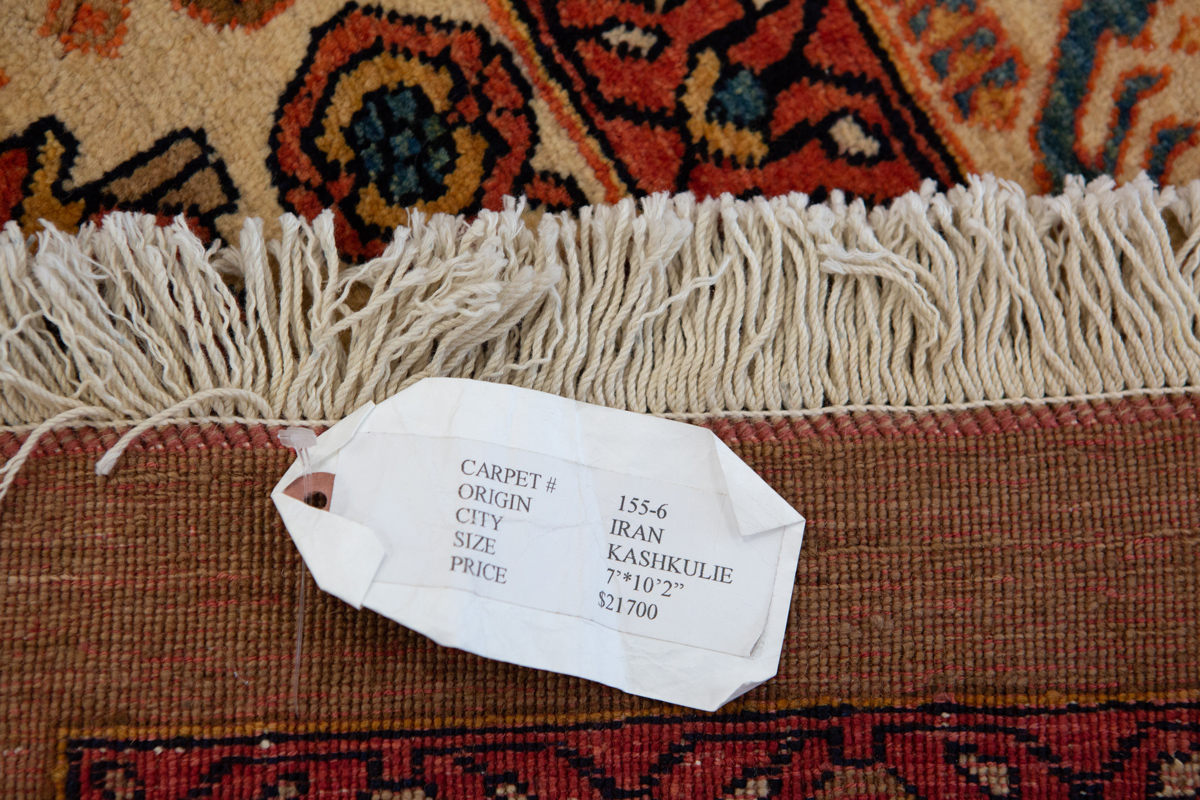 CARPET # 155-6
ORIGIN IRAN
CITY KASHKULIE
SIZE 7'*10'2”
PRICE $21700